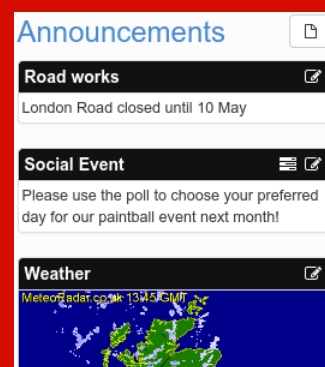 Announcements
Road works
London Road closed until 10 May
Social Event
Please use the poll to choose your preferred
day for our paintball event next month!
Weather
MeteoRadar.co.uk 13:45 GMT